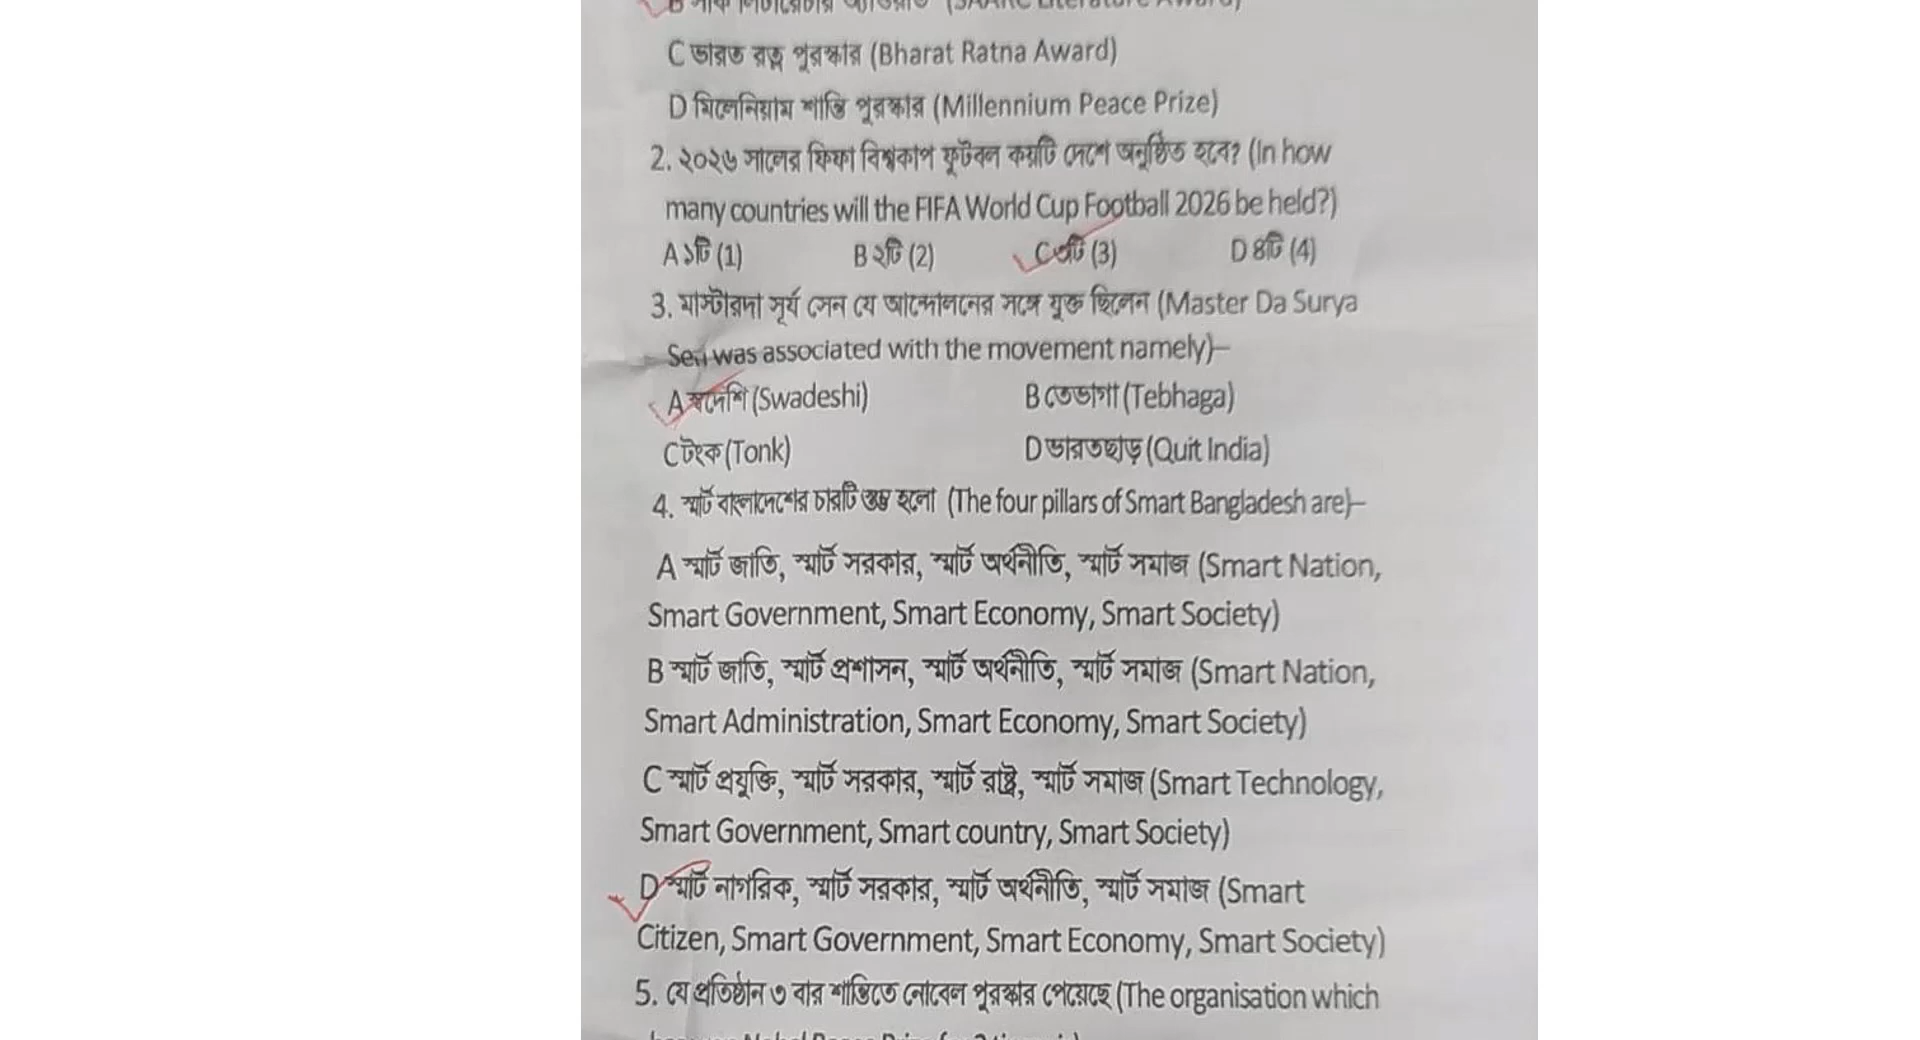 B সার্ক লিটারেচার অ্যাওয়ার্ড (SAARC Literature Award)
C ভারত রত্ন পুরস্কার (Bharat Ratna Award)
D মিলেনিয়াম শান্তি পুরস্কার (Millennium Peace Prize)
2. ২০২৬ সালের ফিফা বিশ্বকাপ ফুটবল কয়টি দেশে অনুষ্ঠিত হবে? (In how
many countries will the FIFA World Cup Football 2026 be held?)
A ১টি (1) B ২টি (2) C ৩টি (3) D ৪টি (4)
3. মাস্টারদা সূর্য সেন যে আন্দোলনের সঙ্গে যুক্ত ছিলেন (Master Da Surya
Sen was associated with the movement namely)–
A স্বদেশি (Swadeshi) B তেভাগা (Tebhaga)
C টংক (Tonk) D ভারতছাড় (Quit India)
4. স্মার্ট বাংলাদেশের চারটি স্তম্ভ হলো (The four pillars of Smart Bangladesh are)–
A স্মার্ট জাতি, স্মার্ট সরকার, স্মার্ট অর্থনীতি, স্মার্ট সমাজ (Smart Nation,
Smart Government, Smart Economy, Smart Society)
B স্মার্ট জাতি, স্মার্ট প্রশাসন, স্মার্ট অর্থনীতি, স্মার্ট সমাজ (Smart Nation,
Smart Administration, Smart Economy, Smart Society)
C স্মার্ট প্রযুক্তি, স্মার্ট সরকার, স্মার্ট রাষ্ট্র, স্মার্ট সমাজ (Smart Technology,
Smart Government, Smart country, Smart Society)
D স্মার্ট নাগরিক, স্মার্ট সরকার, স্মার্ট অর্থনীতি, স্মার্ট সমাজ (Smart
Citizen, Smart Government, Smart Economy, Smart Society)
5. যে প্রতিষ্ঠান ৩ বার শান্তিতে নোবেল পুরস্কার পেয়েছে (The organisation which